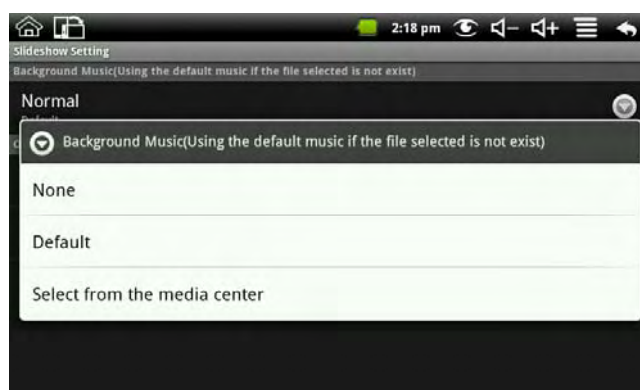 2:18 pm
Slideshow Setting
Background Music(Using the default music if the file selected is not exist)
Normal
Default
Background Music(Using the default music if the file selected is not exist)
None
Default
Select from the media center